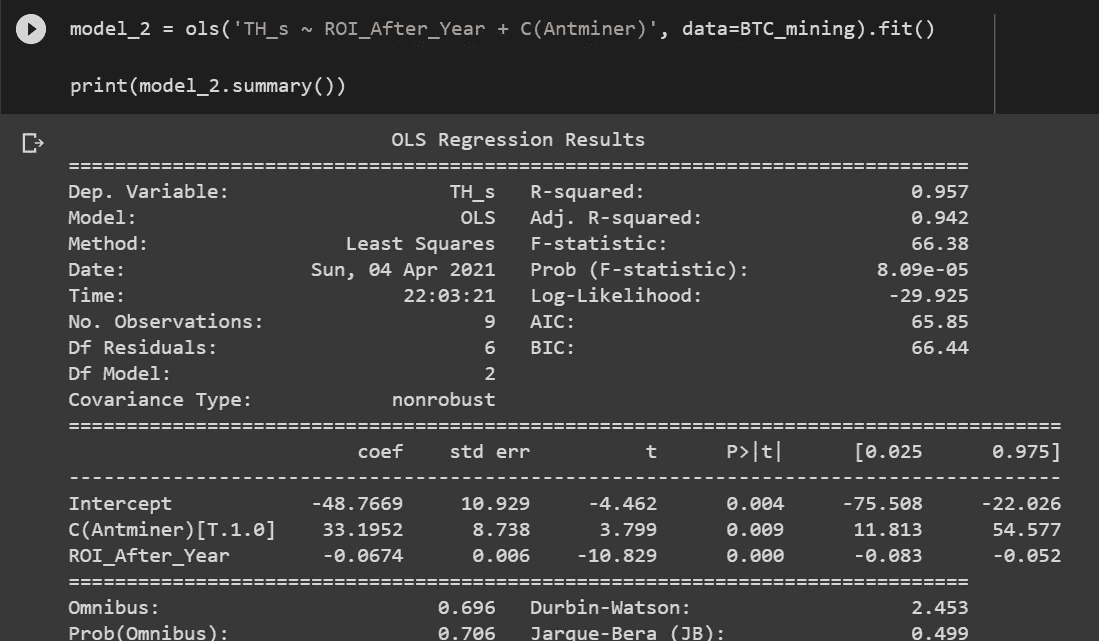 model_2 = ols('TH_s ~ ROI_After_Year + C(Antminer)', data=BTC_mining).fit()
print(model_2.summary())
OLS Regression Results
==============================================================================
Dep. Variable: TH_s R-squared: 0.957
Model: OLS Adj. R-squared: 0.942
Method: Least Squares F-statistic: 66.38
Date: Sun, 04 Apr 2021 Prob (F-statistic): 8.09e-05
Time: 22:03:21 Log-Likelihood: -29.925
No. Observations: 9 AIC: 65.85
Df Residuals: 6 BIC: 66.44
Df Model: 2
Covariance Type: nonrobust
======================================================================================
coef std err t P>|t| [0.025 0.975]
--------------------------------------------------------------------------------------
Intercept -48.7669 10.929 -4.462 0.004 -75.508 -22.026
C(Antminer)[T.1.0] 33.1952 8.738 3.799 0.009 11.813 54.577
ROI_After_Year -0.0674 0.006 -10.829 0.000 -0.083 -0.052
==============================================================================
Omnibus: 0.696 Durbin-Watson: 2.453
Prob(Omnibus): 0.706 Jarque-Bera (JB): 0.499